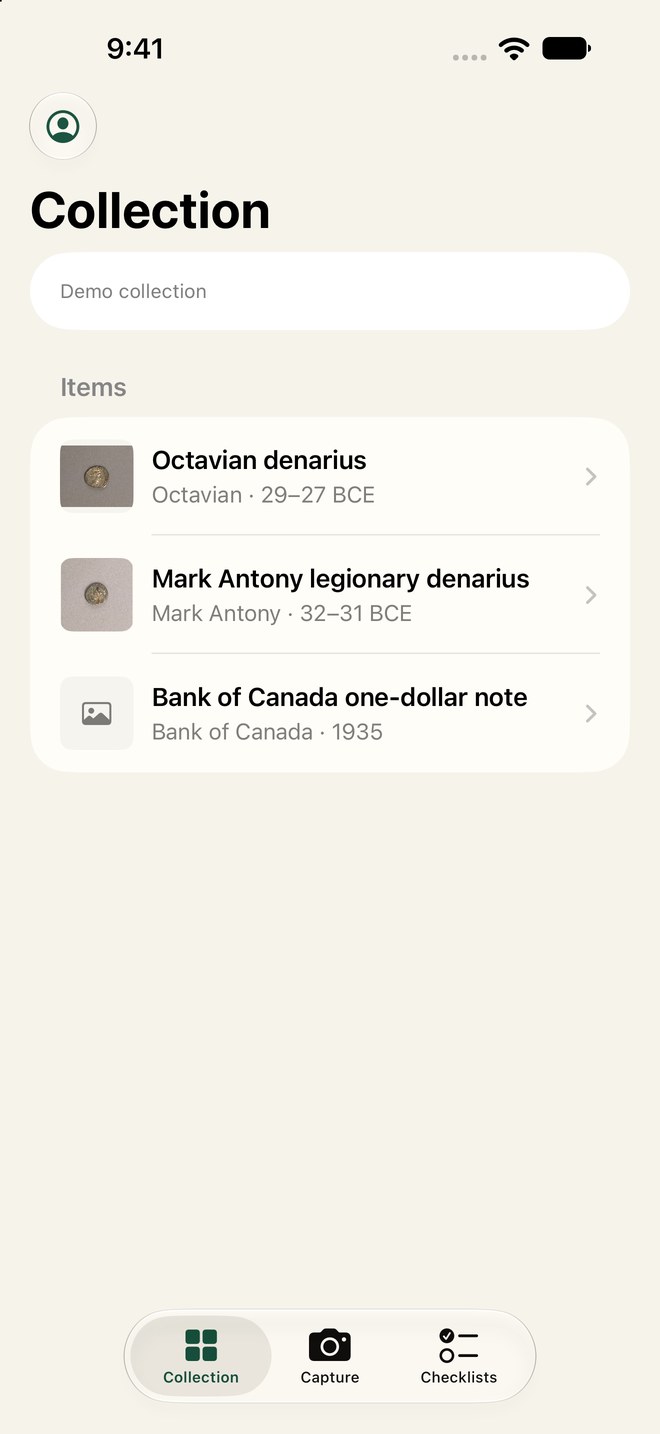 9:41
Collection
Demo collection
Items
Octavian denarius
Octavian · 29–27 BCE
Mark Antony legionary denarius
Mark Antony · 32–31 BCE
Bank of Canada one-dollar note
Bank of Canada · 1935
Collection
Capture
Checklists